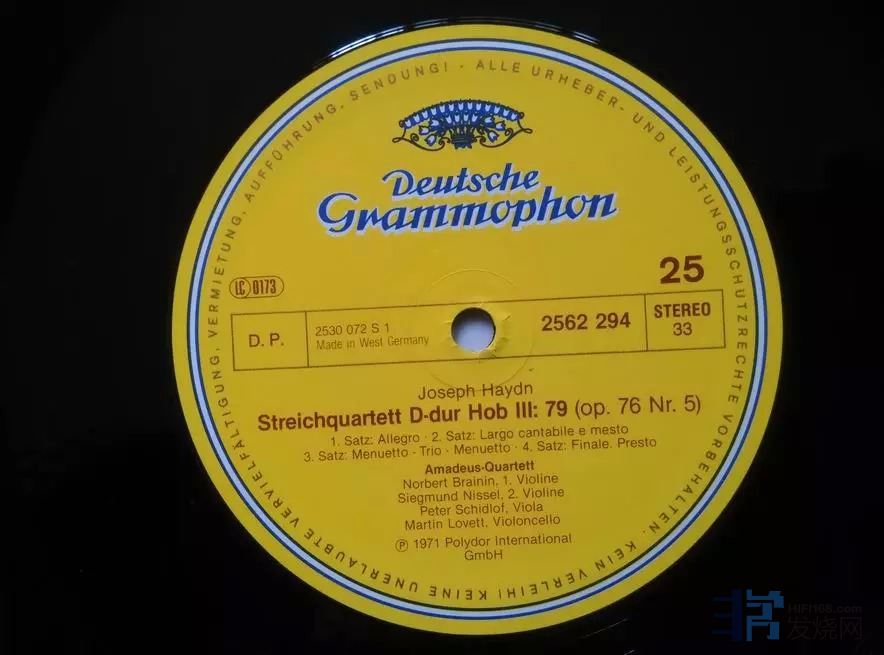 ALLE URHEBER- UND LEISTUNGSSCHUTZRECHTE VORBEHALTEN. KEIN VERLEIH! KEINE UNERLAUBTE VERVIELFÄLTIGUNG, VERMIETUNG, AUFFÜHRUNG, SENDUNG! ·
Deutsche
Grammophon
25
LC 0173
D. P.
2530 072 S 1
Made in West Germany
2562 294
STEREO
33
Joseph Haydn
Streichquartett D-dur Hob III: 79 (op. 76 Nr. 5)
1. Satz: Allegro · 2. Satz: Largo cantabile e mesto
3. Satz: Menuetto · Trio · Menuetto · 4. Satz: Finale. Presto
Amadeus-Quartett
Norbert Brainin, 1. Violine
Siegmund Nissel, 2. Violine
Peter Schidlof, Viola
Martin Lovett, Violoncello
Ⓟ 1971 Polydor International
GmbH
HIFI168.com
发烧网